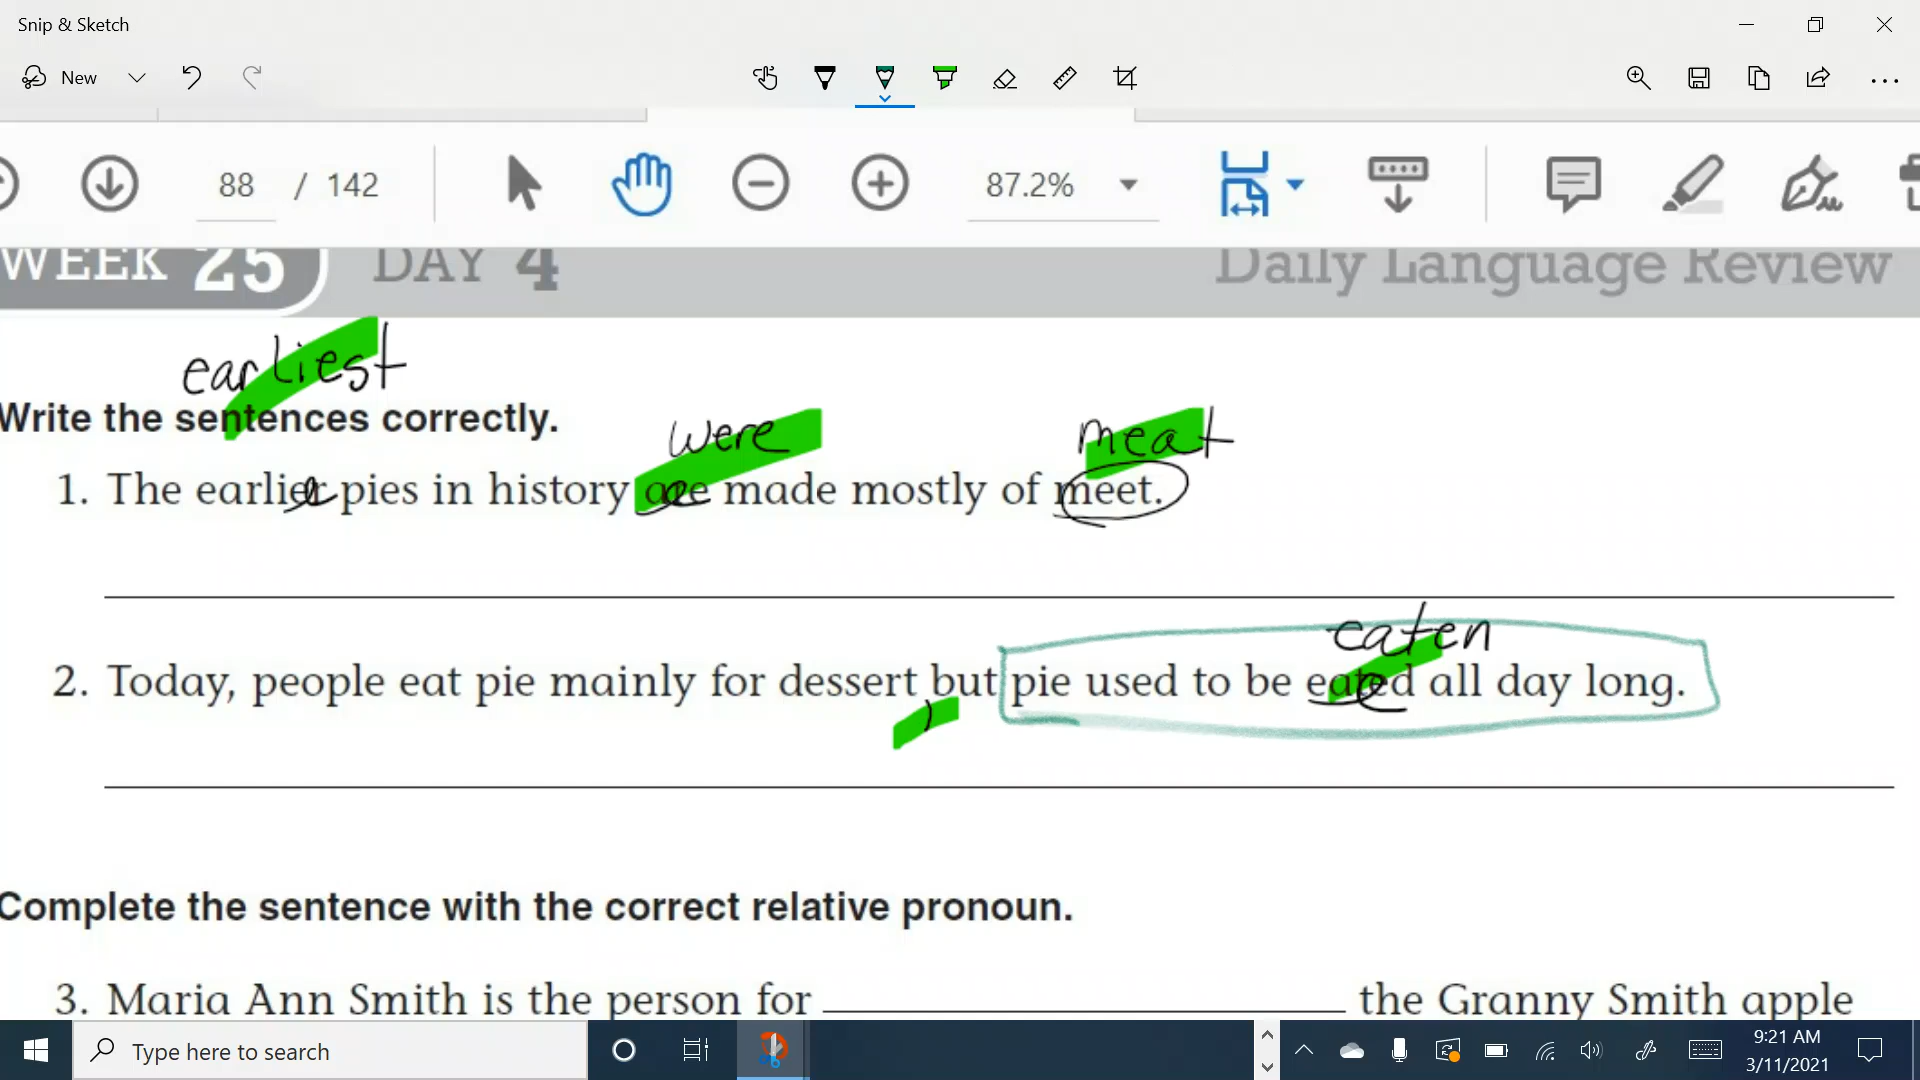 Snip & Sketch
New
88 / 142
87.2%
WEEK 25 DAY 4 Daily Language Review
earliest
Write the sentences correctly.
were meat
1. The earlier pies in history are made mostly of meet.
eaten
2. Today, people eat pie mainly for dessert but pie used to be eated all day long.
,
Complete the sentence with the correct relative pronoun.
3. Maria Ann Smith is the person for ____ the Granny Smith apple
Type here to search
9:21 AM
3/11/2021